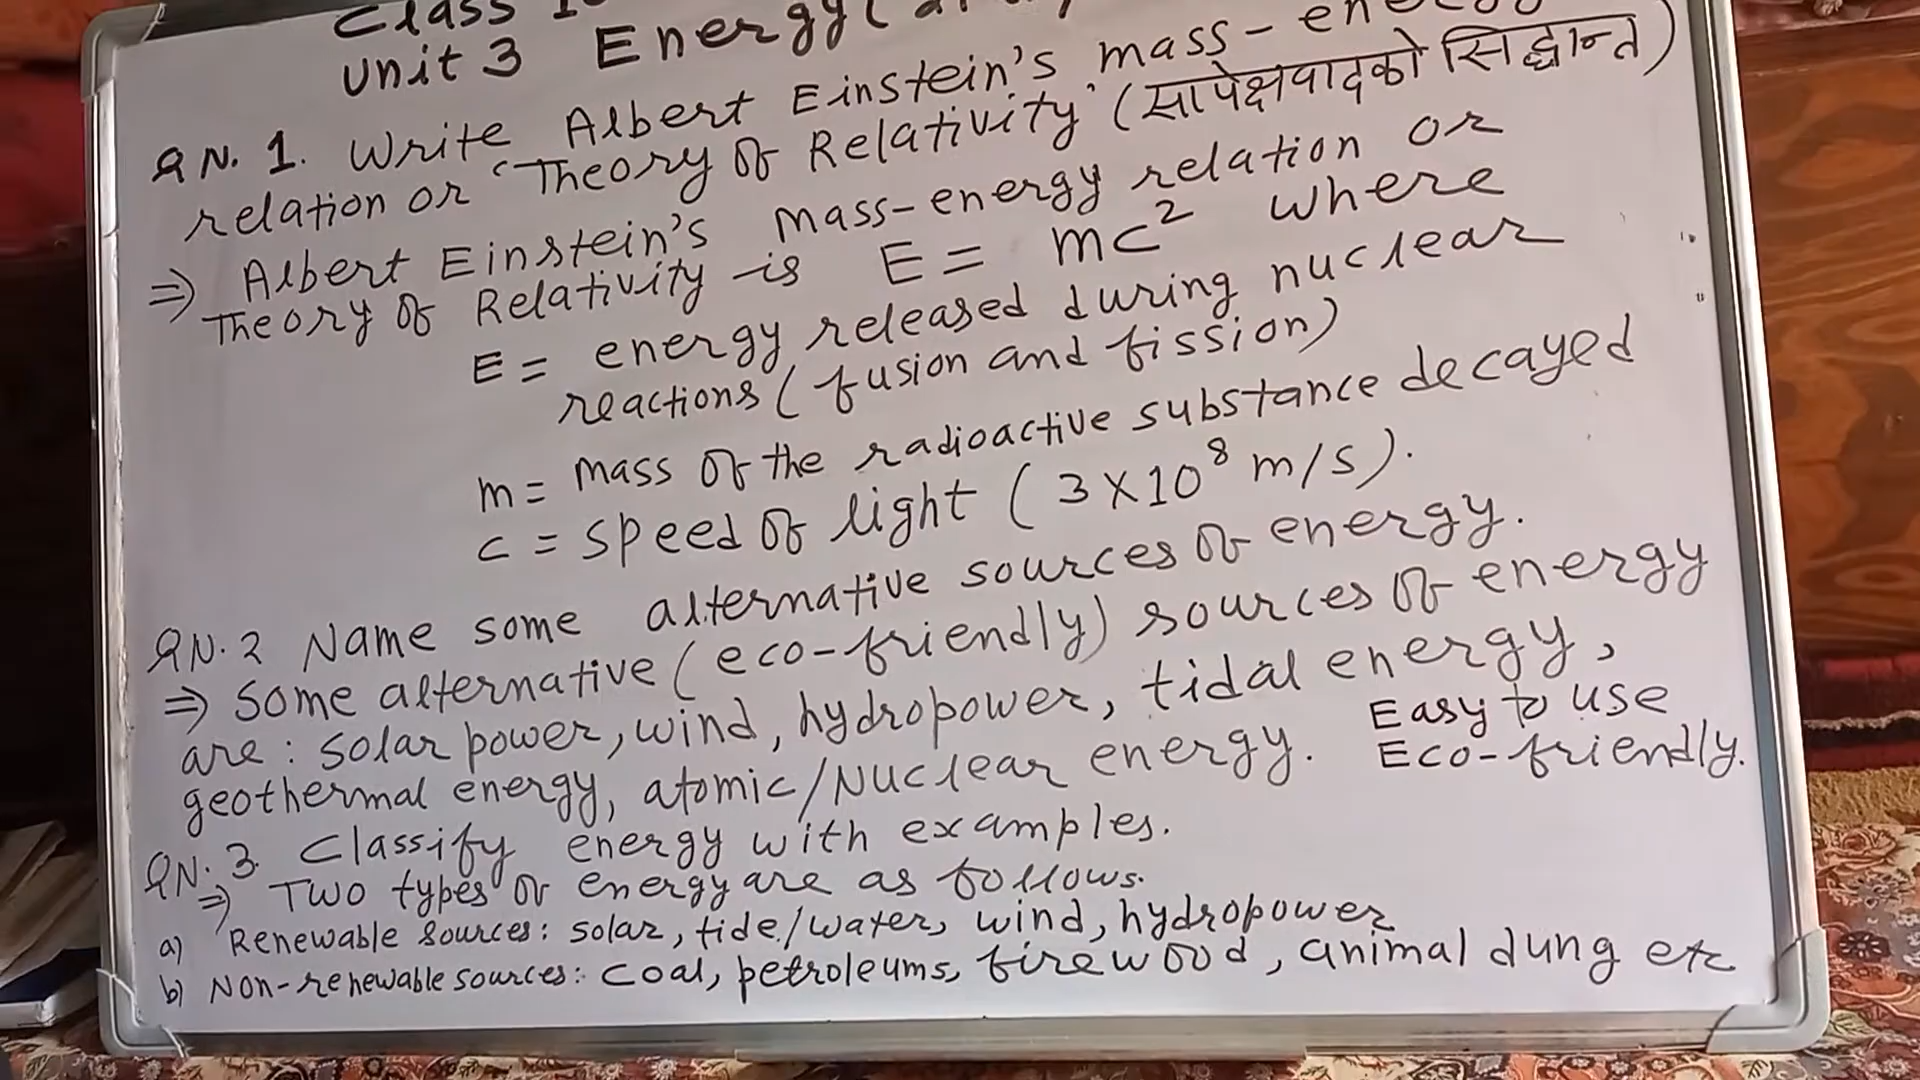 Class 1
Unit 3 Energy (
QN. 1. Write Albert Einstein's mass-energy
relation or 'Theory of Relativity' (सापेक्षवादको सिद्धान्त)
⇒ Albert Einstein's mass-energy relation or
Theory of Relativity is E = mc² where
E = energy released during nuclear
reactions (fusion and fission)
m = mass of the radioactive substance decayed
c = speed of light (3X10⁸ m/s).
QN. 2 Name some alternative sources of energy.
⇒ Some alternative (eco-friendly) sources of energy
are: solar power, wind, hydropower, tidal energy,
geothermal energy, atomic/Nuclear energy.
Easy to use
Eco-friendly.
QN. 3. Classify energy with examples.
⇒ Two types of energy are as follows.
a) Renewable sources: solar, tide/water, wind, hydropower
b) Non-renewable sources: coal, petroleums, firewood, animal dung etc